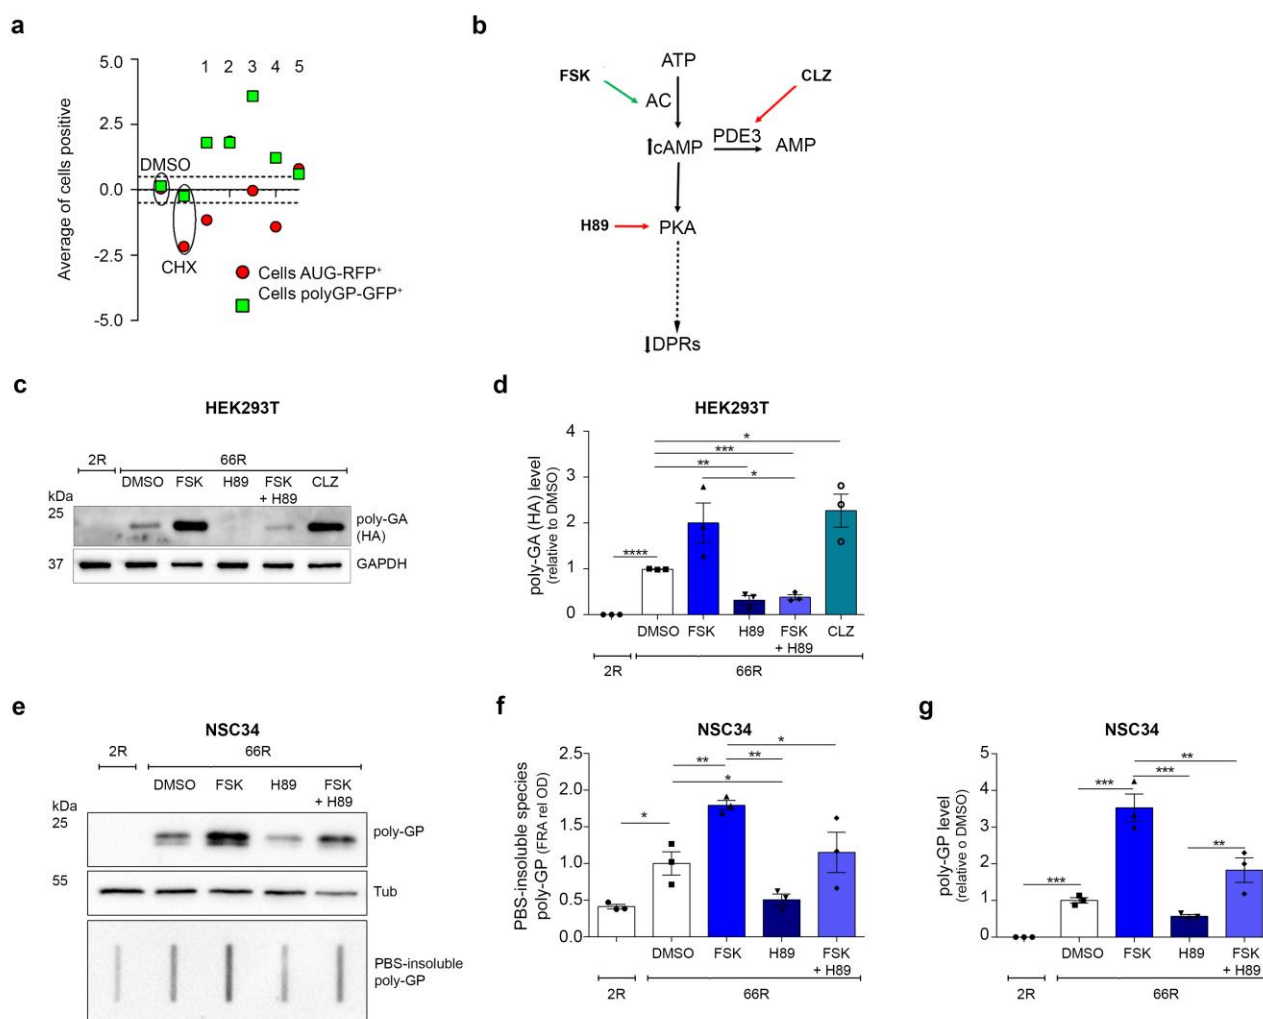 a
5.0
2.5
0.0
-2.5
-5.0
Average of cells positive
1 2 3 4 5
DMSO
CHX
Cells AUG-RFP+
Cells polyGP-GFP+
b
ATP
FSK
CLZ
AC
cAMP
PDE3
AMP
H89
PKA
DPRs
c
HEK293T
2R
66R
DMSO FSK H89 FSK CLZ
+ H89
kDa
25
poly-GA
(HA)
37
GAPDH
d
HEK293T
poly-GA (HA) level
(relative to DMSO)
4
3
2
1
0
*
***
**
*
****
DMSO FSK H89 FSK CLZ
+ H89
2R
66R
e
NSC34
2R
66R
DMSO FSK H89 FSK
+ H89
kDa
25
poly-GP
55
Tub
PBS-insoluble
poly-GP
f
NSC34
PBS-insoluble species
poly-GP (FRA rel OD)
2.5
2.0
1.5
1.0
0.5
0.0
*
**
**
*
*
DMSO FSK H89 FSK
+ H89
2R
66R
g
NSC34
poly-GP level
(relative o DMSO)
5
4
3
2
1
0
**
***
***
**
***
DMSO FSK H89 FSK
+ H89
2R
66R